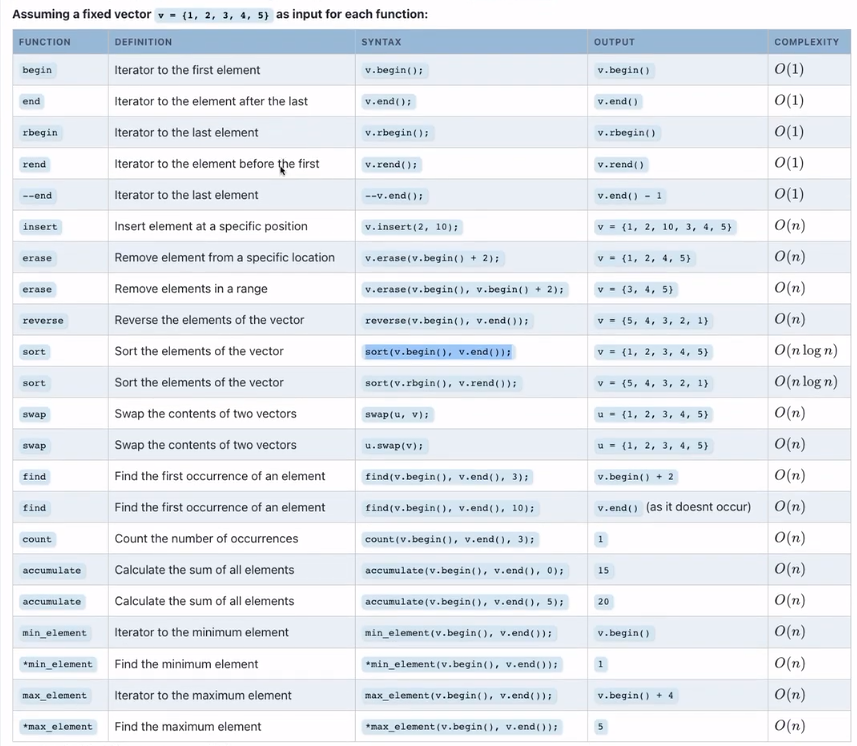 Assuming a fixed vector v = {1, 2, 3, 4, 5} as input for each function:
FUNCTION DEFINITION SYNTAX OUTPUT COMPLEXITY
begin Iterator to the first element v.begin(); v.begin() O(1)
end Iterator to the element after the last v.end(); v.end() O(1)
rbegin Iterator to the last element v.rbegin(); v.rbegin() O(1)
rend Iterator to the element before the first v.rend(); v.rend() O(1)
--end Iterator to the last element --v.end(); v.end() - 1 O(1)
insert Insert element at a specific position v.insert(2, 10); v = {1, 2, 10, 3, 4, 5} O(n)
erase Remove element from a specific location v.erase(v.begin() + 2); v = {1, 2, 4, 5} O(n)
erase Remove elements in a range v.erase(v.begin(), v.begin() + 2); v = {3, 4, 5} O(n)
reverse Reverse the elements of the vector reverse(v.begin(), v.end()); v = {5, 4, 3, 2, 1} O(n)
sort Sort the elements of the vector sort(v.begin(), v.end()); v = {1, 2, 3, 4, 5} O(n log n)
sort Sort the elements of the vector sort(v.rbgin(), v.rend()); v = {5, 4, 3, 2, 1} O(n log n)
swap Swap the contents of two vectors swap(u, v); u = {1, 2, 3, 4, 5} O(n)
swap Swap the contents of two vectors u.swap(v); u = {1, 2, 3, 4, 5} O(n)
find Find the first occurrence of an element find(v.begin(), v.end(), 3); v.begin() + 2 O(n)
find Find the first occurrence of an element find(v.begin(), v.end(), 10); v.end() (as it doesnt occur) O(n)
count Count the number of occurrences count(v.begin(), v.end(), 3); 1 O(n)
accumulate Calculate the sum of all elements accumulate(v.begin(), v.end(), 0); 15 O(n)
accumulate Calculate the sum of all elements accumulate(v.begin(), v.end(), 5); 20 O(n)
min_element Iterator to the minimum element min_element(v.begin(), v.end()); v.begin() O(n)
*min_element Find the minimum element *min_element(v.begin(), v.end()); 1 O(n)
max_element Iterator to the maximum element max_element(v.begin(), v.end()); v.begin() + 4 O(n)
*max_element Find the maximum element *max_element(v.begin(), v.end()); 5 O(n)